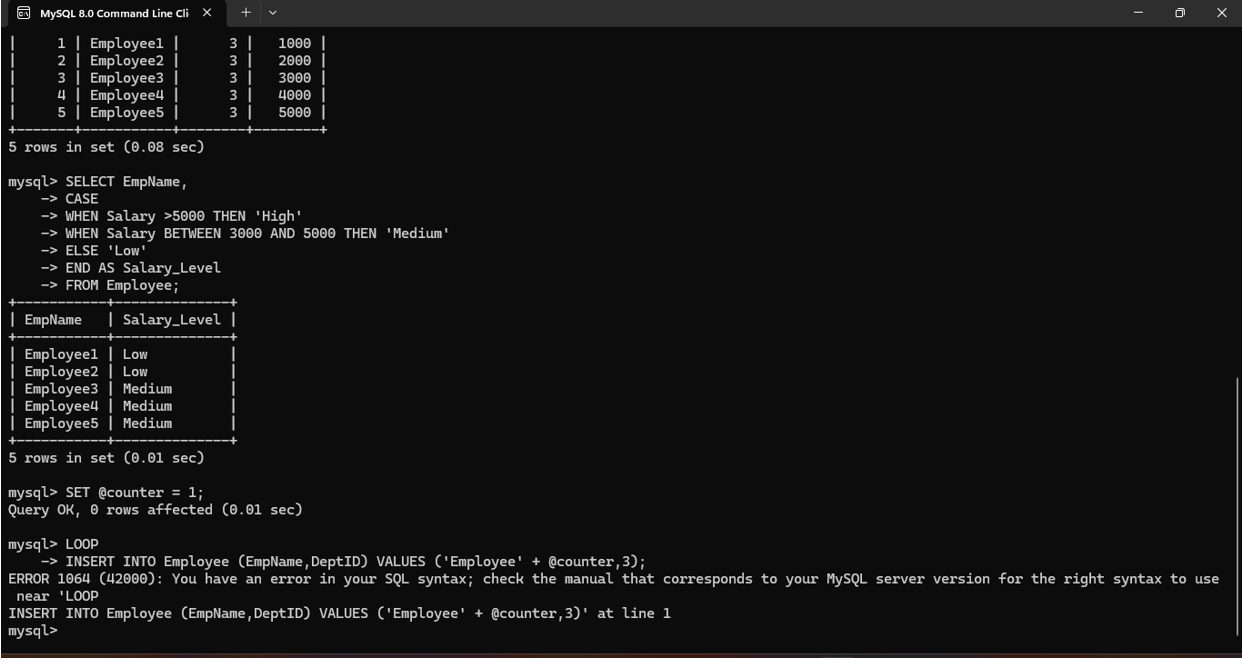 MySQL 8.0 Command Line Cli
|     1 | Employee1 |      3 |   1000 |
|     2 | Employee2 |      3 |   2000 |
|     3 | Employee3 |      3 |   3000 |
|     4 | Employee4 |      3 |   4000 |
|     5 | Employee5 |      3 |   5000 |
+-------+-----------+--------+--------+
5 rows in set (0.08 sec)
mysql> SELECT EmpName,
    -> CASE
    -> WHEN Salary >5000 THEN 'High'
    -> WHEN Salary BETWEEN 3000 AND 5000 THEN 'Medium'
    -> ELSE 'Low'
    -> END AS Salary_Level
    -> FROM Employee;
+-----------+--------------+
| EmpName   | Salary_Level |
+-----------+--------------+
| Employee1 | Low          |
| Employee2 | Low          |
| Employee3 | Medium       |
| Employee4 | Medium       |
| Employee5 | Medium       |
+-----------+--------------+
5 rows in set (0.01 sec)
mysql> SET @counter = 1;
Query OK, 0 rows affected (0.01 sec)
mysql> LOOP
    -> INSERT INTO Employee (EmpName,DeptID) VALUES ('Employee' + @counter,3);
ERROR 1064 (42000): You have an error in your SQL syntax; check the manual that corresponds to your MySQL server version for the right syntax to use
 near 'LOOP
INSERT INTO Employee (EmpName,DeptID) VALUES ('Employee' + @counter,3)' at line 1
mysql>